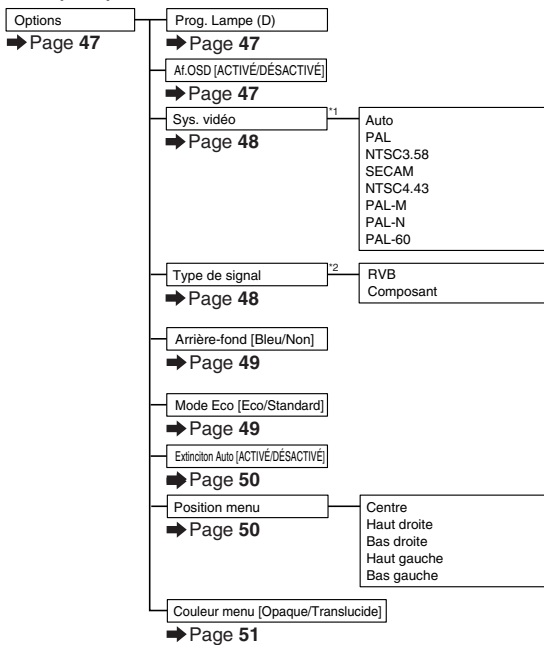 Options
➡ Page 47
Prog. Lampe (D)
➡ Page 47
Af.OSD [ACTIVÉ/DÉSACTIVÉ]
➡ Page 47
Sys. vidéo *1
➡ Page 48
Auto
PAL
NTSC3.58
SECAM
NTSC4.43
PAL-M
PAL-N
PAL-60
Type de signal *2
➡ Page 48
RVB
Composant
Arrière-fond [Bleu/Non]
➡ Page 49
Mode Eco [Eco/Standard]
➡ Page 49
Extinciton Auto [ACTIVÉ/DÉSACTIVÉ]
➡ Page 50
Position menu
➡ Page 50
Centre
Haut droite
Bas droite
Haut gauche
Bas gauche
Couleur menu [Opaque/Translucide]
➡ Page 51